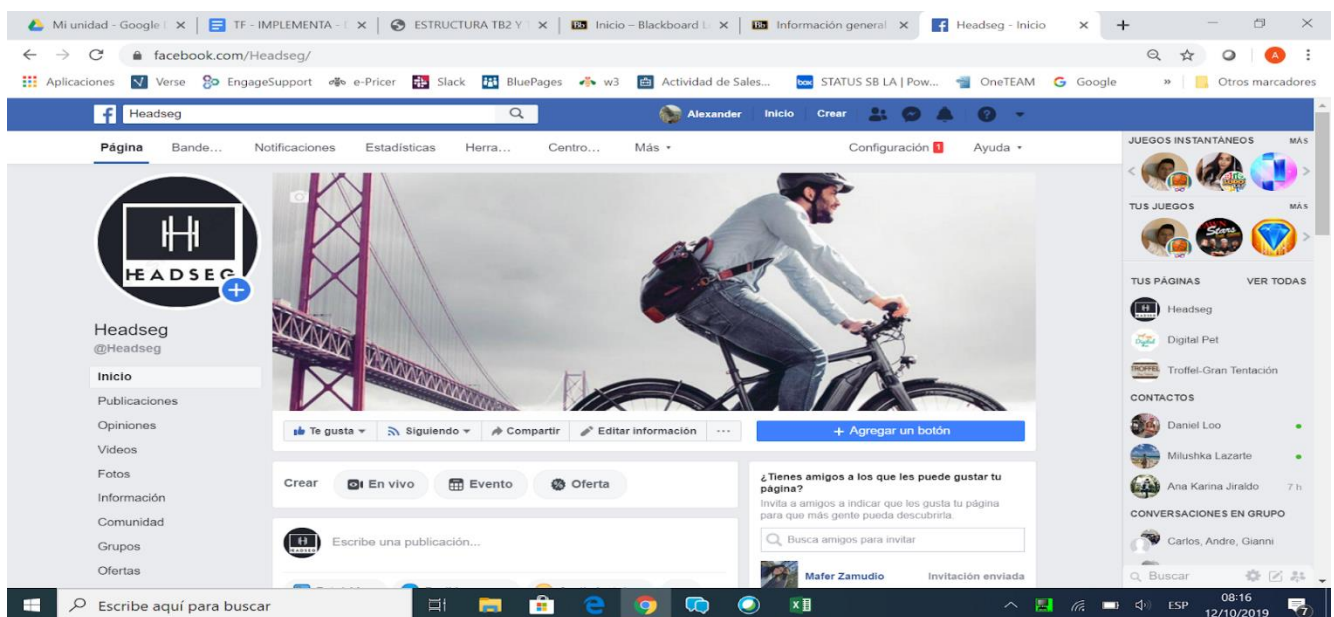 Mi unidad - Google
TF - IMPLEMENTA -
ESTRUCTURA TB2 Y
Inicio – Blackboard L
Información general
Headseg - Inicio
facebook.com/Headseg/
Aplicaciones Verse EngageSupport e-Pricer Slack BluePages w3 Actividad de Sales... STATUS SB LA | Pow... OneTEAM Google » Otros marcadores
Headseg
Alexander Inicio Crear
Página Bande... Notificaciones Estadísticas Herra... Centro... Más Configuración 1 Ayuda
HEADSEG
Headseg
@Headseg
Inicio
Publicaciones
Opiniones
Videos
Fotos
Información
Comunidad
Grupos
Ofertas
Te gusta Siguiendo Compartir Editar información ... + Agregar un botón
Crear En vivo Evento Oferta
Escribe una publicación...
¿Tienes amigos a los que les puede gustar tu
página?
Invita a amigos a indicar que les gusta tu página
para que más gente pueda descubrirla.
Busca amigos para invitar
Mafer Zamudio Invitación enviada
JUEGOS INSTANTÁNEOS MÁS
TUS JUEGOS MÁS
Stars
TUS PÁGINAS VER TODAS
Headseg
Digital Pet
Troffel-Gran Tentación
CONTACTOS
Daniel Loo
Milushka Lazarte
Ana Karina Jiraldo 7 h
CONVERSACIONES EN GRUPO
Carlos, Andre, Gianni
Buscar
Escribe aquí para buscar
ESP
08:16
12/10/2019
7